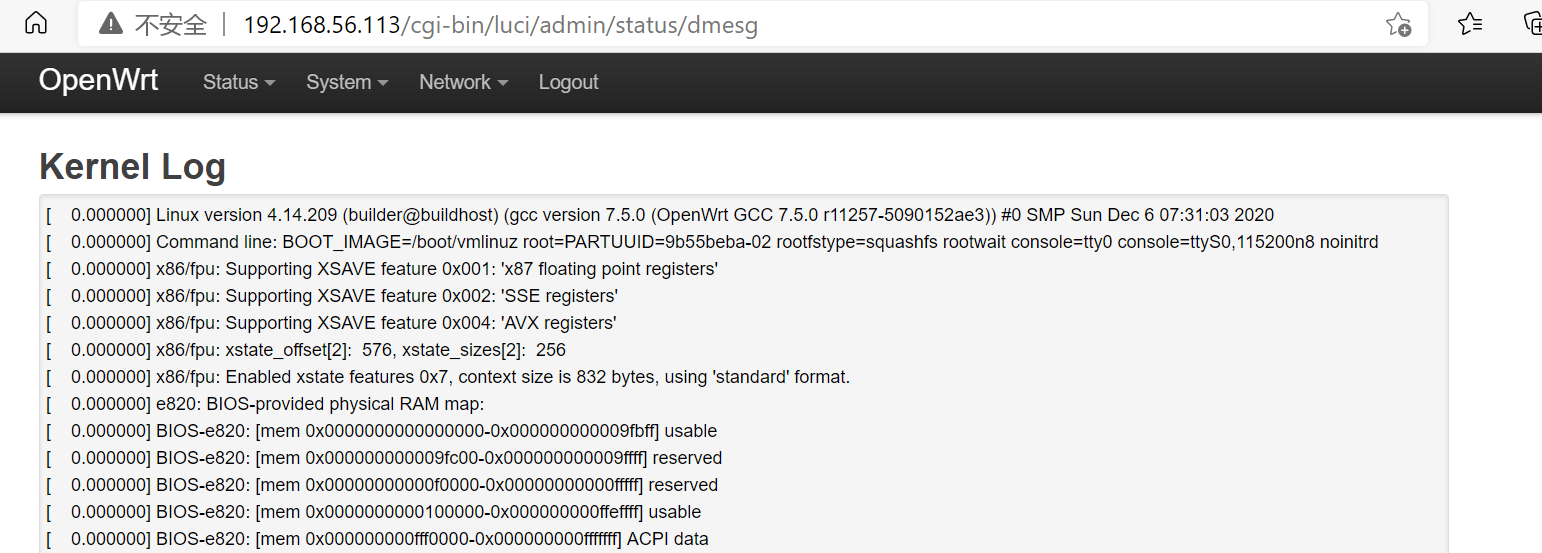 不安全 192.168.56.113/cgi-bin/luci/admin/status/dmesg
OpenWrt Status System Network Logout
Kernel Log
[    0.000000] Linux version 4.14.209 (builder@buildhost) (gcc version 7.5.0 (OpenWrt GCC 7.5.0 r11257-5090152ae3)) #0 SMP Sun Dec 6 07:31:03 2020
[    0.000000] Command line: BOOT_IMAGE=/boot/vmlinuz root=PARTUUID=9b55beba-02 rootfstype=squashfs rootwait console=tty0 console=ttyS0,115200n8 noinitrd
[    0.000000] x86/fpu: Supporting XSAVE feature 0x001: 'x87 floating point registers'
[    0.000000] x86/fpu: Supporting XSAVE feature 0x002: 'SSE registers'
[    0.000000] x86/fpu: Supporting XSAVE feature 0x004: 'AVX registers'
[    0.000000] x86/fpu: xstate_offset[2]:  576, xstate_sizes[2]:  256
[    0.000000] x86/fpu: Enabled xstate features 0x7, context size is 832 bytes, using 'standard' format.
[    0.000000] e820: BIOS-provided physical RAM map:
[    0.000000] BIOS-e820: [mem 0x0000000000000000-0x000000000009fbff] usable
[    0.000000] BIOS-e820: [mem 0x000000000009fc00-0x000000000009ffff] reserved
[    0.000000] BIOS-e820: [mem 0x00000000000f0000-0x00000000000fffff] reserved
[    0.000000] BIOS-e820: [mem 0x0000000000100000-0x000000000ffeffff] usable
[    0.000000] BIOS-e820: [mem 0x000000000fff0000-0x000000000fffffff] ACPI data